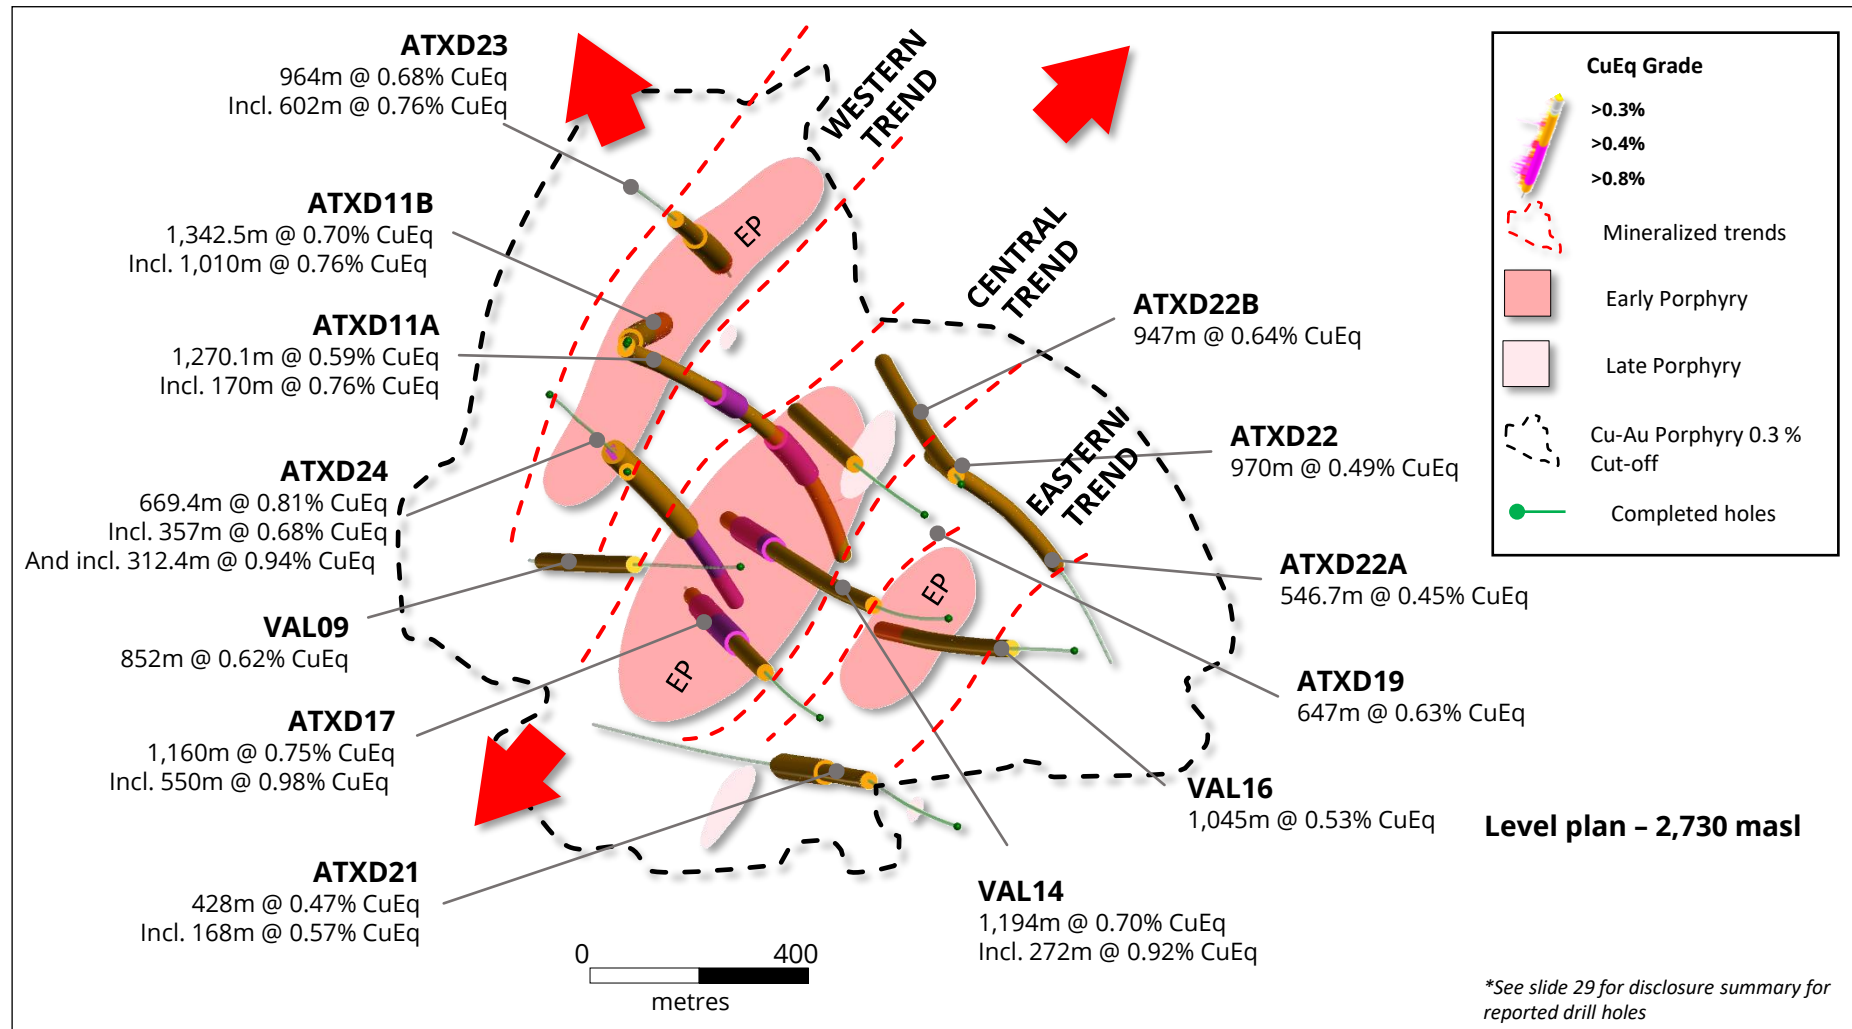 ATXD23
964m @ 0.68% CuEq
Incl. 602m @ 0.76% CuEq
ATXD11B
1,342.5m @ 0.70% CuEq
Incl. 1,010m @ 0.76% CuEq
ATXD11A
1,270.1m @ 0.59% CuEq
Incl. 170m @ 0.76% CuEq
ATXD24
669.4m @ 0.81% CuEq
Incl. 357m @ 0.68% CuEq
And incl. 312.4m @ 0.94% CuEq
VAL09
852m @ 0.62% CuEq
ATXD17
1,160m @ 0.75% CuEq
Incl. 550m @ 0.98% CuEq
ATXD21
428m @ 0.47% CuEq
Incl. 168m @ 0.57% CuEq
WESTERN
TREND
CENTRAL
TREND
EASTERNI
TREND
EP
EP
EP
ATXD22B
947m @ 0.64% CuEq
ATXD22
970m @ 0.49% CuEq
ATXD22A
546.7m @ 0.45% CuEq
ATXD19
647m @ 0.63% CuEq
VAL16
1,045m @ 0.53% CuEq
VAL14
1,194m @ 0.70% CuEq
Incl. 272m @ 0.92% CuEq
0 400
metres
CuEq Grade
>0.3%
>0.4%
>0.8%
Mineralized trends
Early Porphyry
Late Porphyry
Cu-Au Porphyry 0.3 %
Cut-off
Completed holes
Level plan – 2,730 masl
*See slide 29 for disclosure summary for
reported drill holes